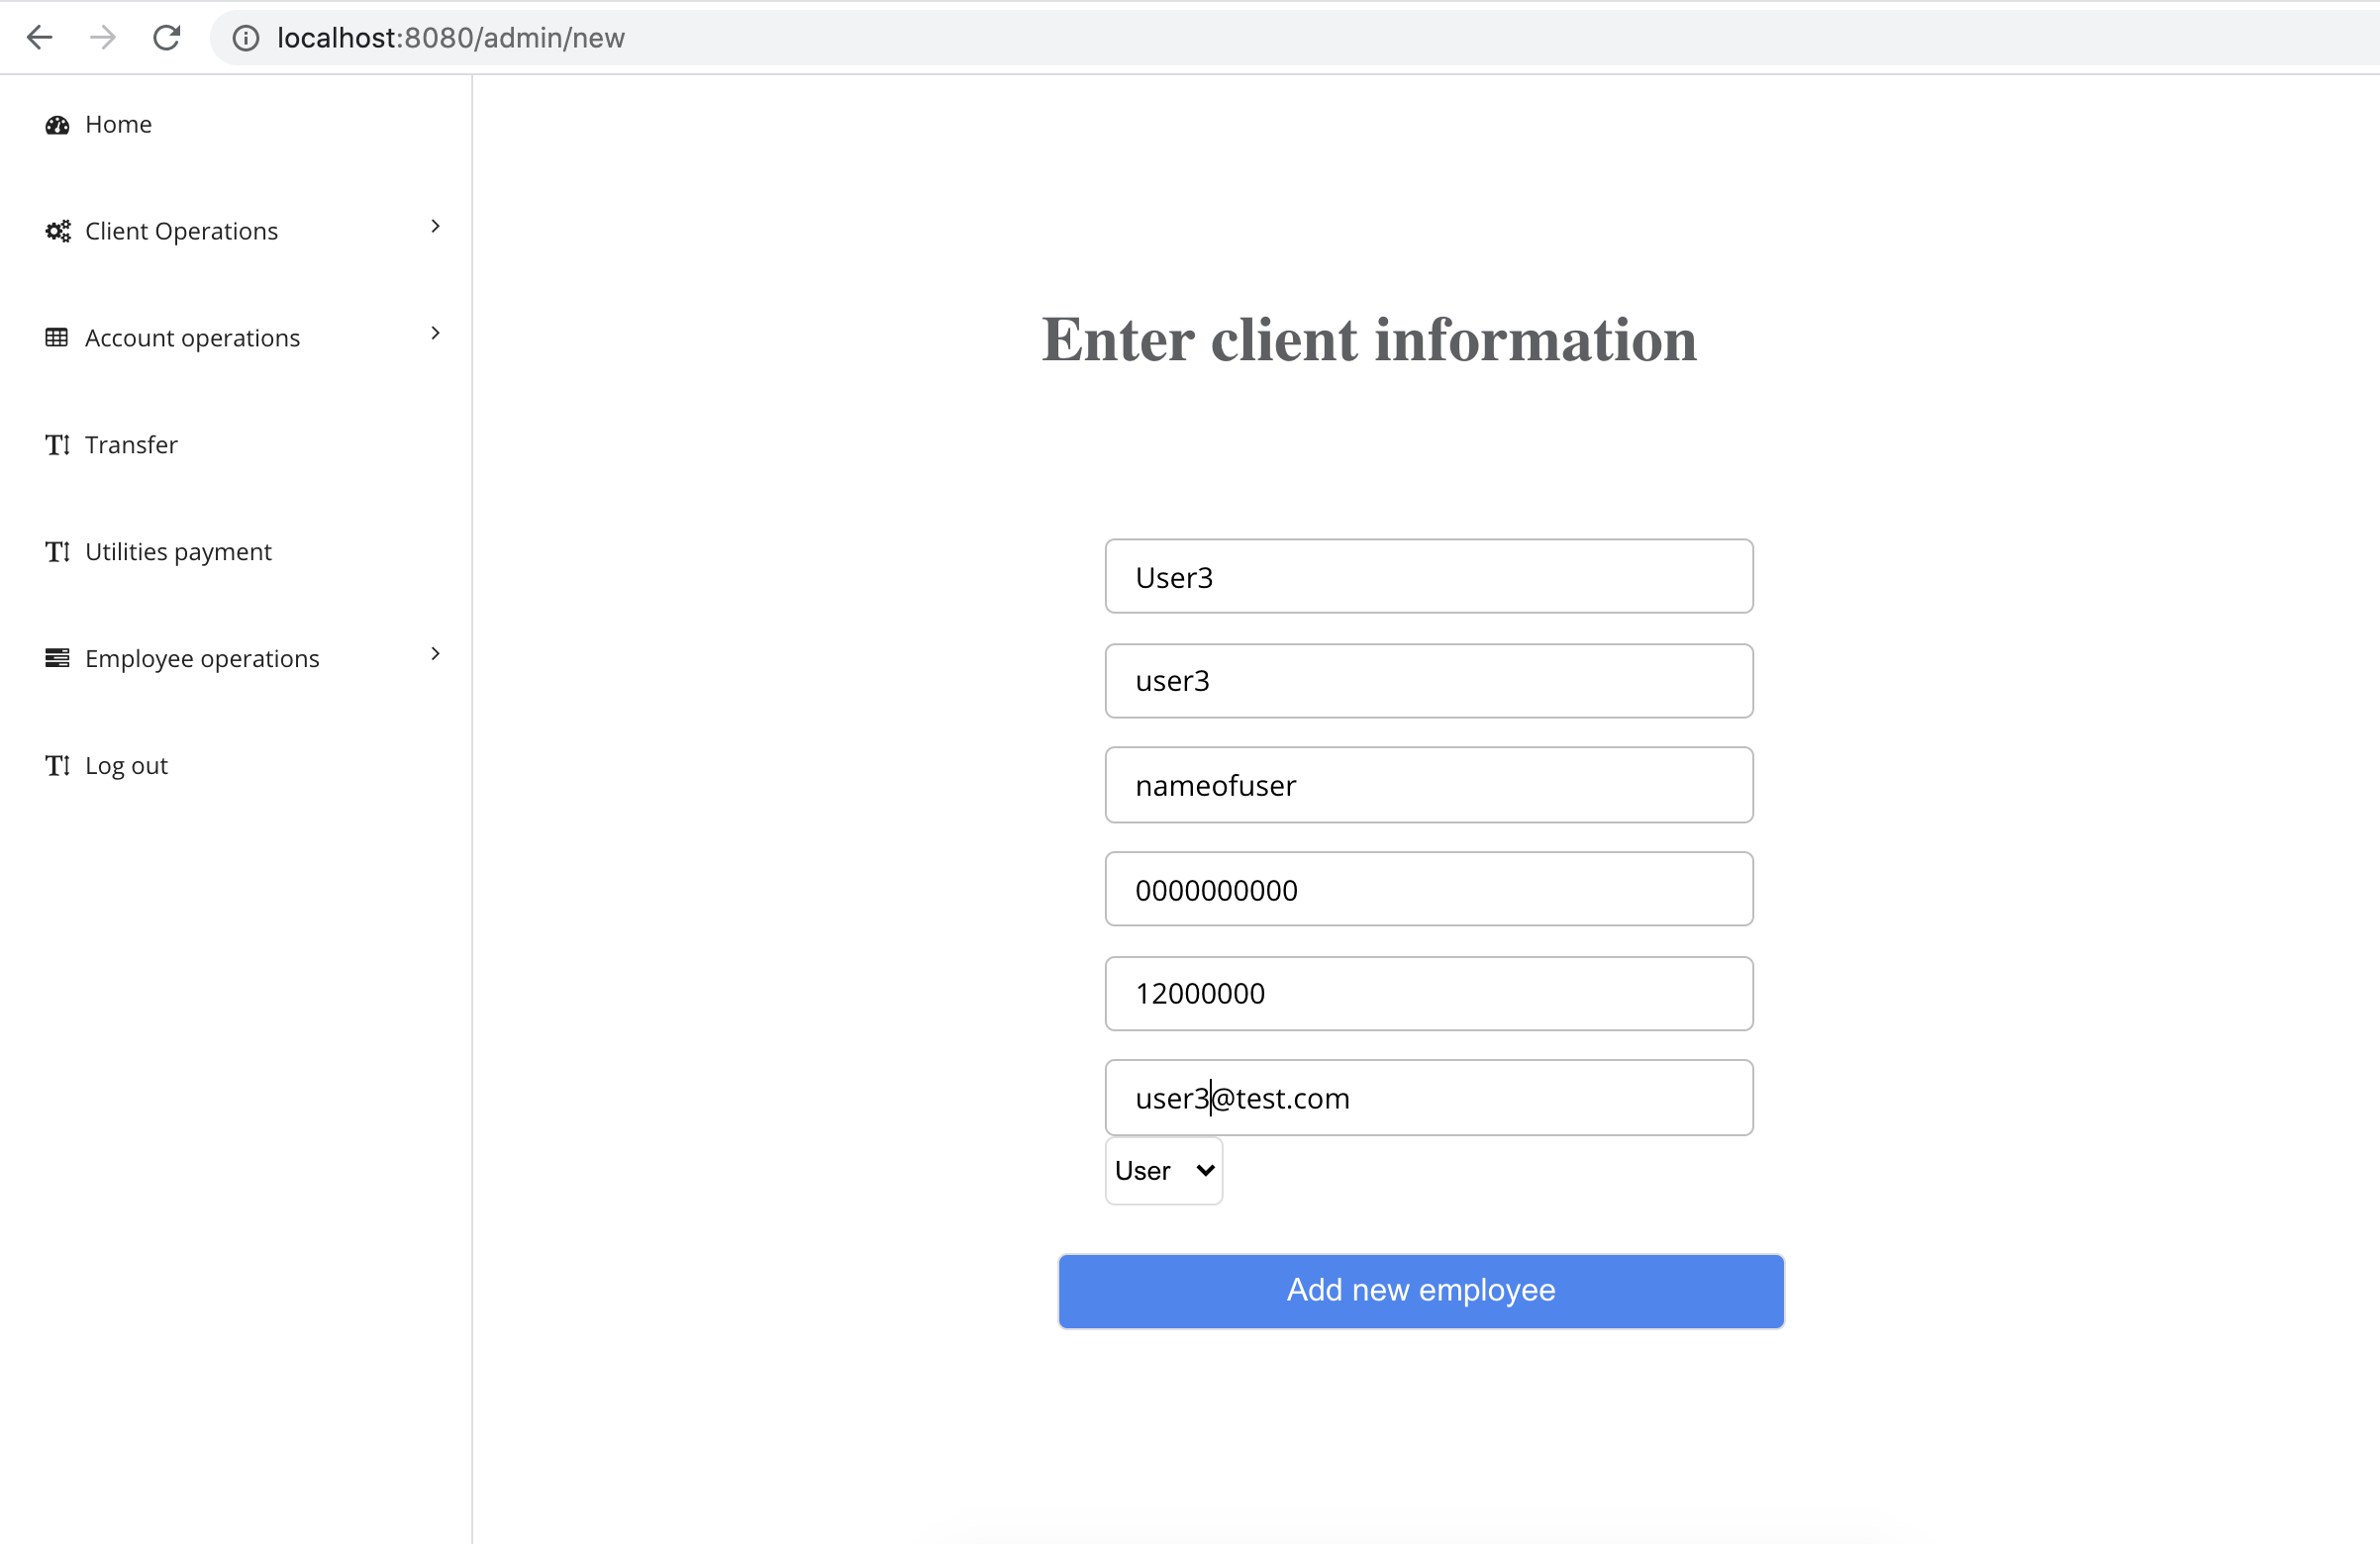 localhost:8080/admin/new
Home
Client Operations
Account operations
Transfer
Utilities payment
Employee operations
Log out
Enter client information
User3
user3
nameofuser
0000000000
12000000
user3@test.com
User
Add new employee